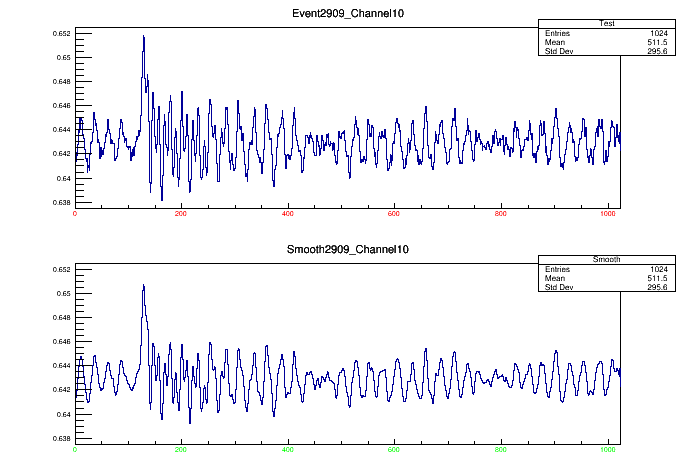 Event2909_Channel10
Test
Entries 1024
Mean 511.5
Std Dev 295.6
0.652
0.65
0.648
0.646
0.644
0.642
0.64
0.638
0 200 400 600 800 1000
Smooth2909_Channel10
Smooth
Entries 1024
Mean 511.5
Std Dev 295.6
0.652
0.65
0.648
0.646
0.644
0.642
0.64
0.638
0 200 400 600 800 1000